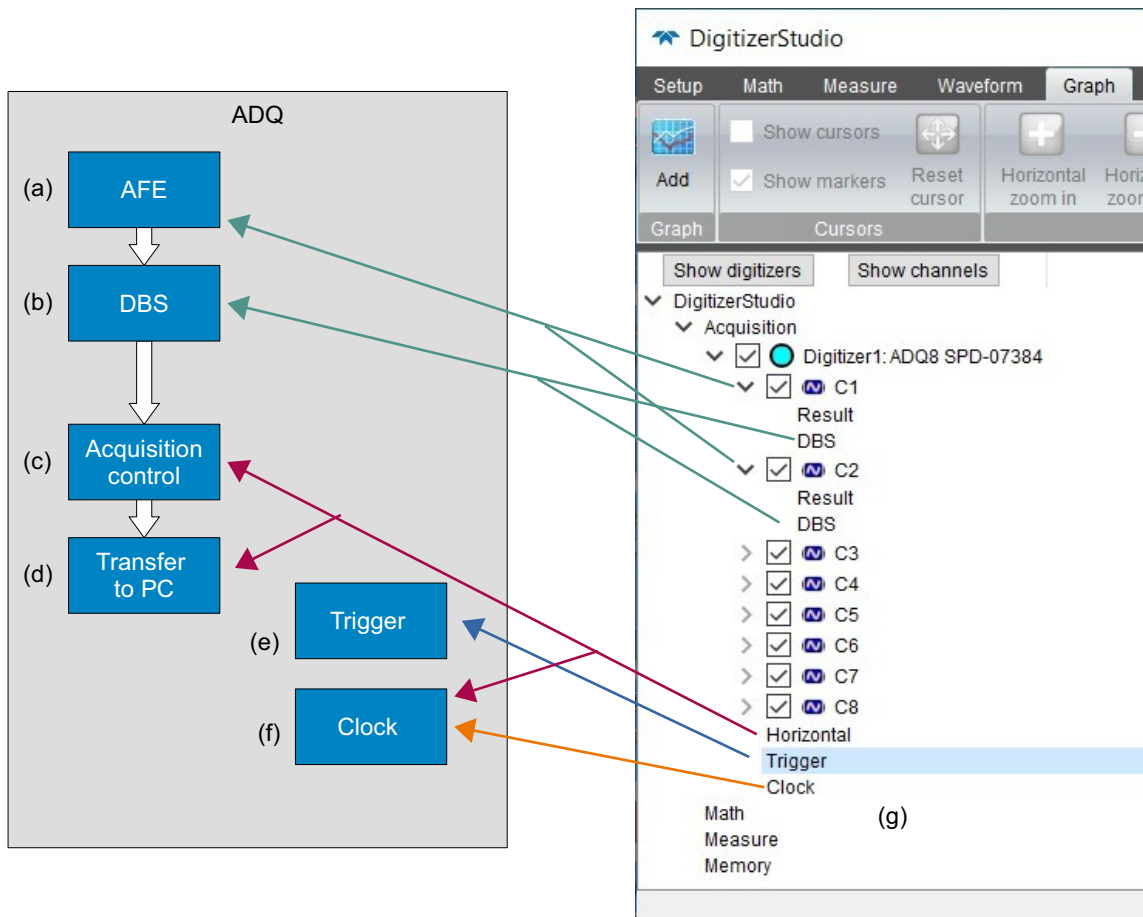 ADQ
(a)
AFE
(b)
DBS
(c)
Acquisition
control
(d)
Transfer
to PC
(e)
Trigger
(f)
Clock
DigitizerStudio
Setup Math Measure Waveform Graph
Add
Show cursors
Show markers
Reset
cursor
Horizontal
zoom in
Graph
Cursors
Show digitizers Show channels
DigitizerStudio
Acquisition
Digitizer1: ADQ8 SPD-07384
C1
Result
DBS
C2
Result
DBS
C3
C4
C5
C6
C7
C8
Horizontal
Trigger
Clock
(g)
Math
Measure
Memory